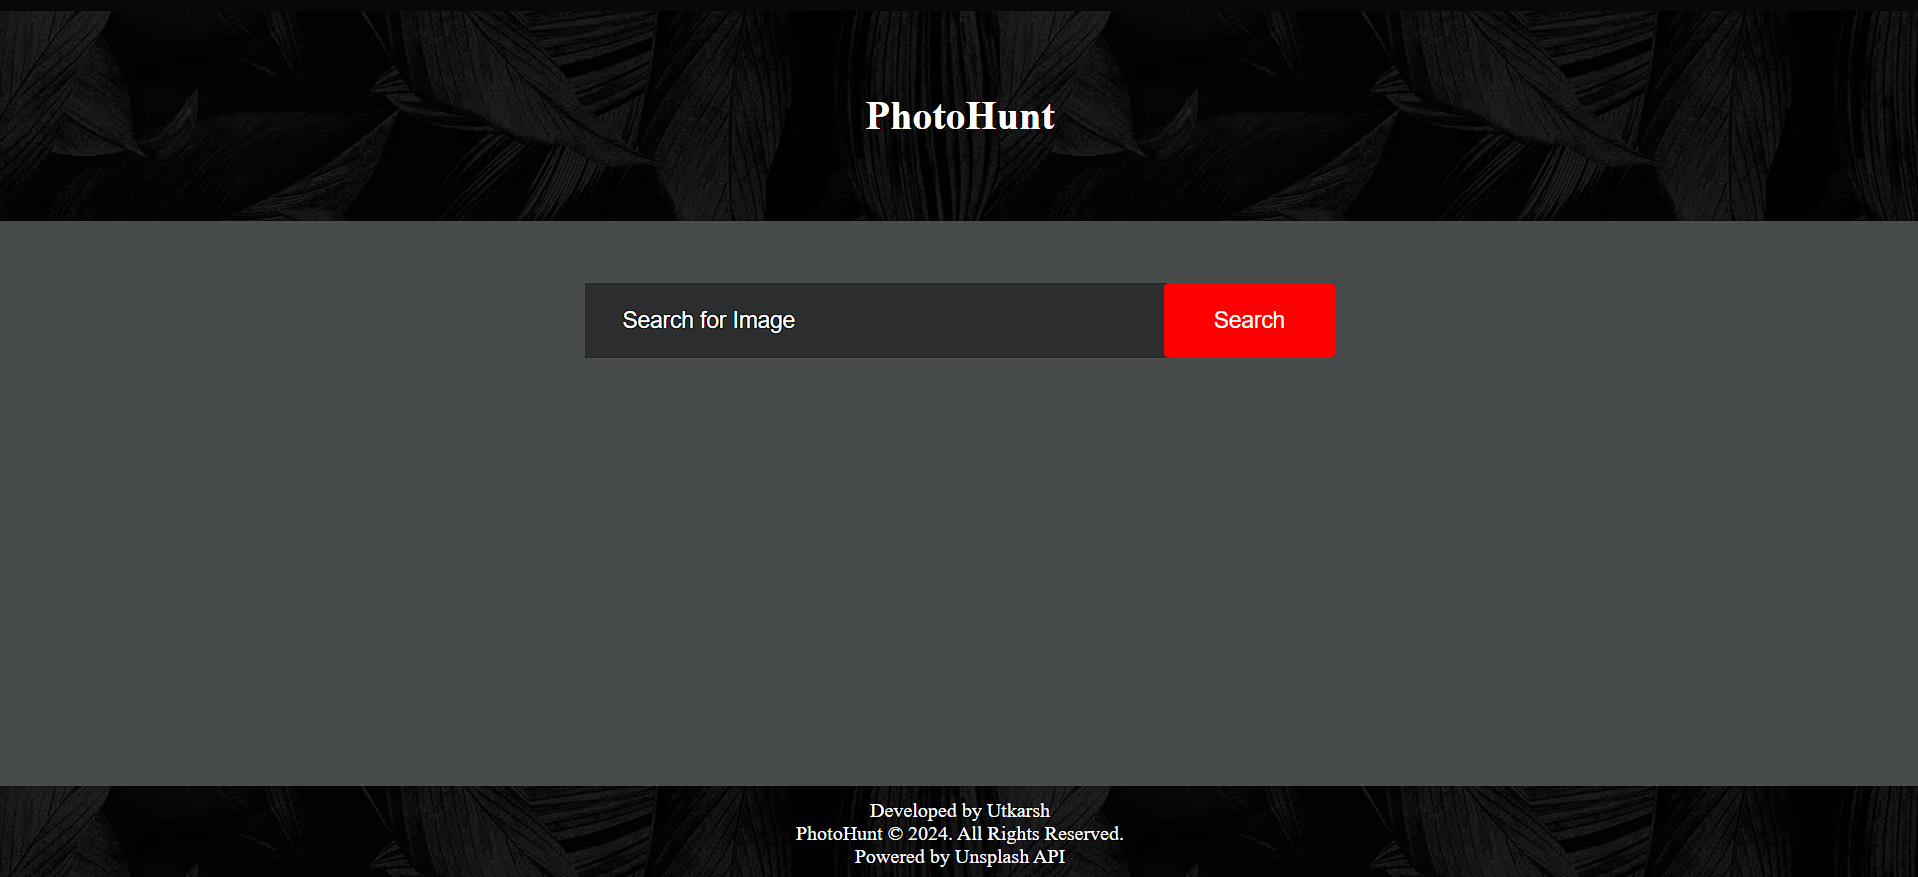 PhotoHunt
Search for Image
Search
Developed by Utkarsh
PhotoHunt © 2024. All Rights Reserved.
Powered by Unsplash API